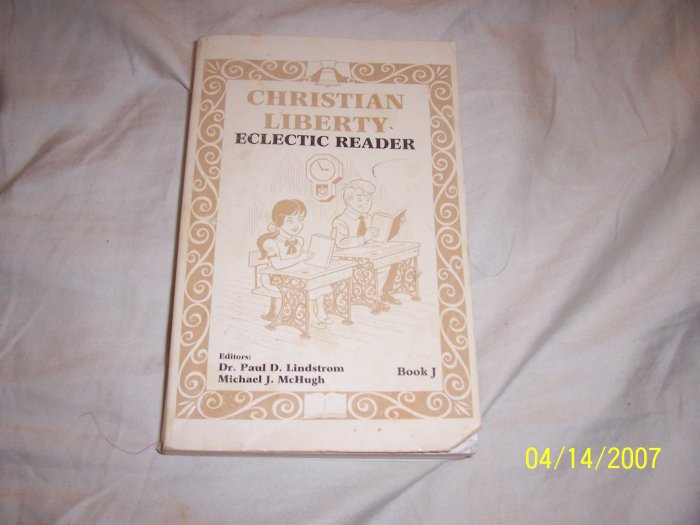 CHRISTIAN
LIBERTY
ECLECTIC READER
Editors:
Dr. Paul D. Lindstrom
Michael J. McHugh
Book J
04/14/2007